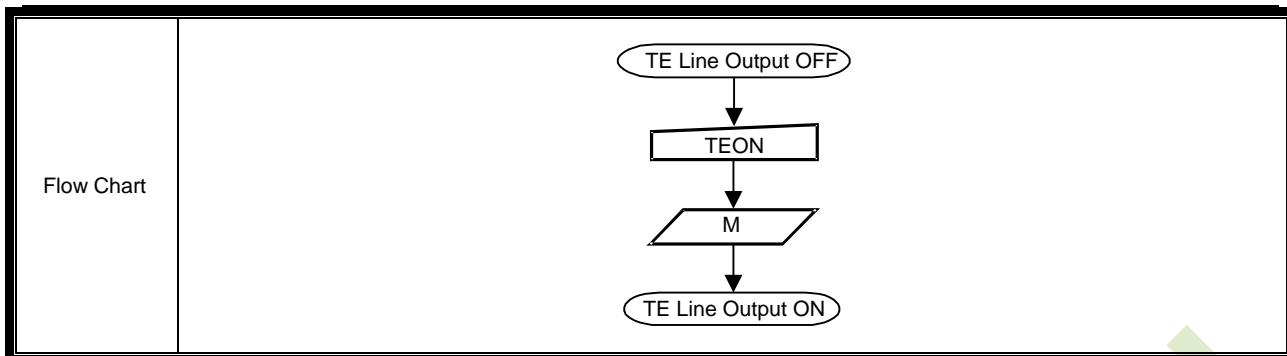 Flow Chart
TE Line Output OFF
TEON
M
TE Line Output ON